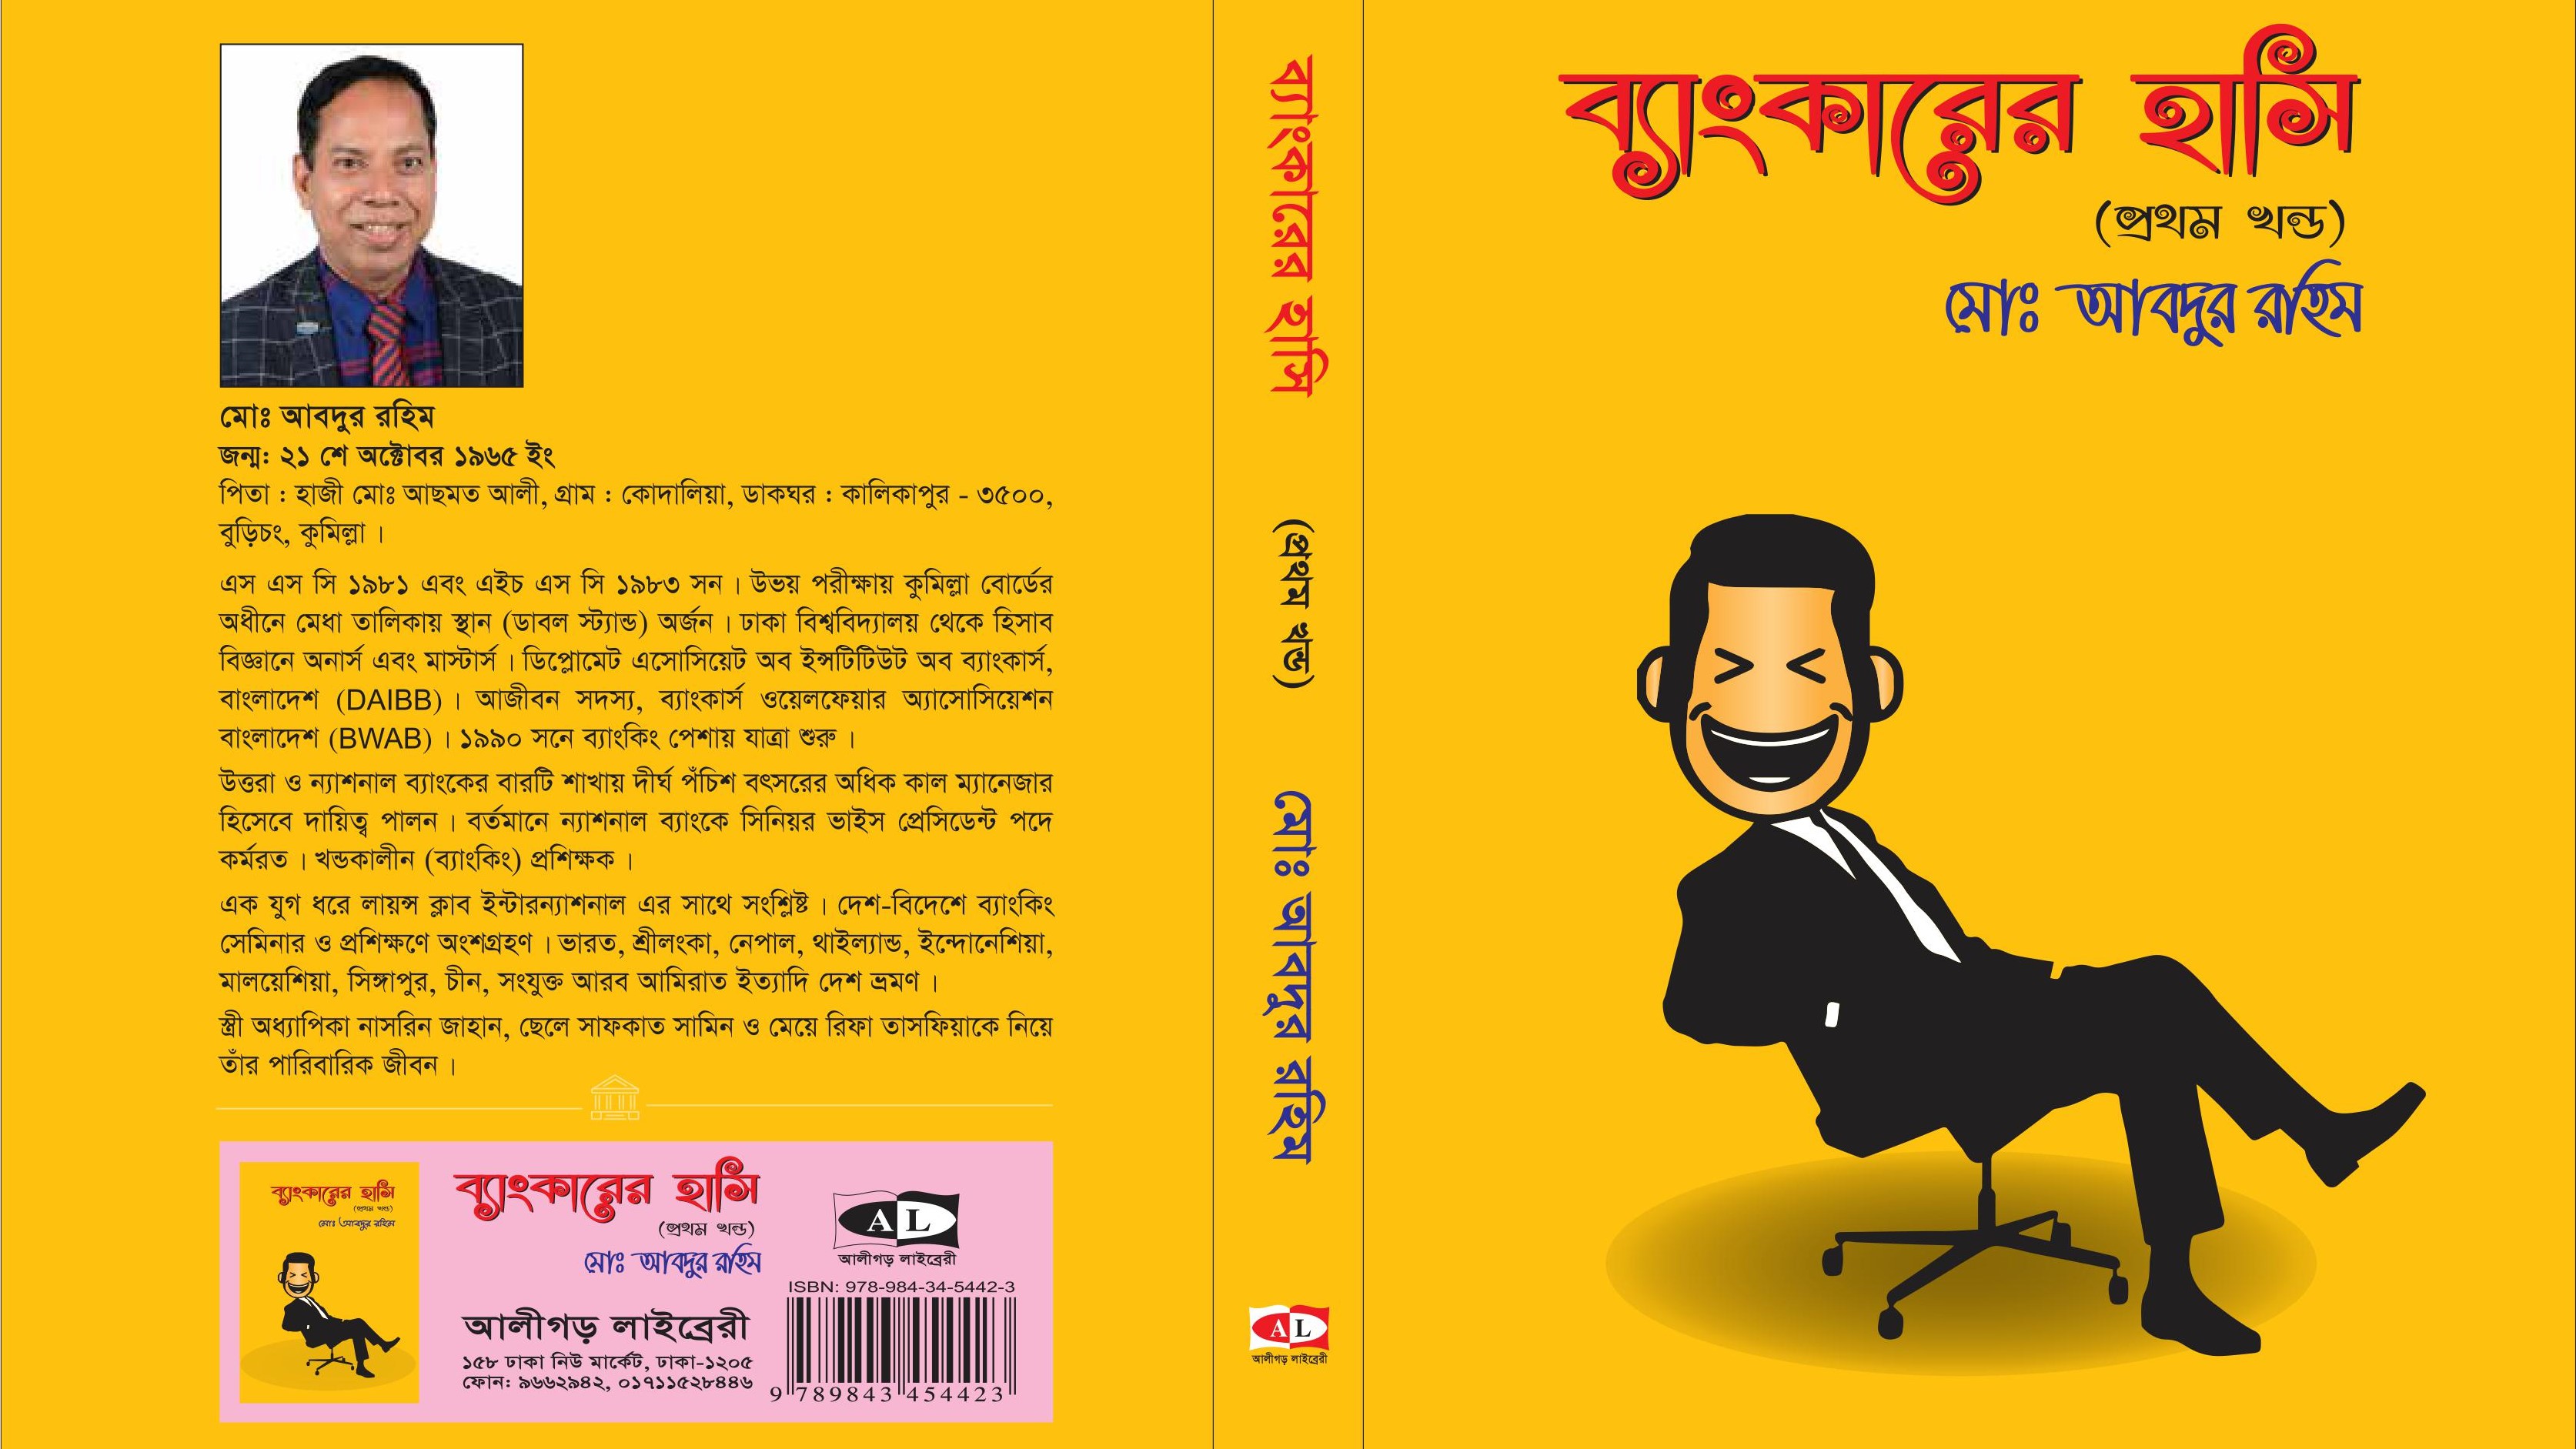 মোঃ আবদুর রহিম
জন্ম: ২১ শে অক্টোবর ১৯৬৫ ইং
পিতা : হাজী মোঃ আছমত আলী, গ্রাম : কোদালিয়া, ডাকঘর : কালিকাপুর - ৩৫০০,
বুড়িচং, কুমিল্লা ।
এস এস সি ১৯৮১ এবং এইচ এস সি ১৯৮৩ সন । উভয় পরীক্ষায় কুমিল্লা বোর্ডের
অধীনে মেধা তালিকায় স্থান (ডাবল স্ট্যান্ড) অর্জন । ঢাকা বিশ্ববিদ্যালয় থেকে হিসাব
বিজ্ঞানে অনার্স এবং মাস্টার্স । ডিপ্লোমেট এসোসিয়েট অব ইন্সটিটিউট অব ব্যাংকার্স,
বাংলাদেশ (DAIBB) । আজীবন সদস্য, ব্যাংকার্স ওয়েলফেয়ার অ্যাসোসিয়েশন
বাংলাদেশ (BWAB) । ১৯৯০ সনে ব্যাংকিং পেশায় যাত্রা শুরু ।
উত্তরা ও ন্যাশনাল ব্যাংকের বারটি শাখায় দীর্ঘ পঁচিশ বৎসরের অধিক কাল ম্যানেজার
হিসেবে দায়িত্ব পালন । বর্তমানে ন্যাশনাল ব্যাংকে সিনিয়র ভাইস প্রেসিডেন্ট পদে
কর্মরত । খন্ডকালীন (ব্যাংকিং) প্রশিক্ষক ।
এক যুগ ধরে লায়ন্স ক্লাব ইন্টারন্যাশনাল এর সাথে সংশ্লিষ্ট । দেশ-বিদেশে ব্যাংকিং
সেমিনার ও প্রশিক্ষণে অংশগ্রহণ । ভারত, শ্রীলংকা, নেপাল, থাইল্যান্ড, ইন্দোনেশিয়া,
মালয়েশিয়া, সিঙ্গাপুর, চীন, সংযুক্ত আরব আমিরাত ইত্যাদি দেশ ভ্রমণ ।
স্ত্রী অধ্যাপিকা নাসরিন জাহান, ছেলে সাফকাত সামিন ও মেয়ে রিফা তাসফিয়াকে নিয়ে
তাঁর পারিবারিক জীবন ।
ব্যাংকারের হাসি
(প্রথম খন্ড)
মোঃ আবদুর রহিম
ব্যাংকারের হাসি
(প্রথম খন্ড)
মোঃ আবদুর রহিম
আলীগড় লাইব্রেরী
১৫৮ ঢাকা নিউ মার্কেট, ঢাকা-১২০৫
ফোন: ৯৬৬২৯৪২, ০১৭১১৫২৮৪৪৬
AL
আলীগড় লাইব্রেরী
ISBN: 978-984-34-5442-3
9 789843 454423
ব্যাংকারের হাসি
(প্রথম খন্ড)
মোঃ আবদুর রহিম
AL
আলীগড় লাইব্রেরী
ব্যাংকারের হাসি
(প্রথম খন্ড)
মোঃ আবদুর রহিম